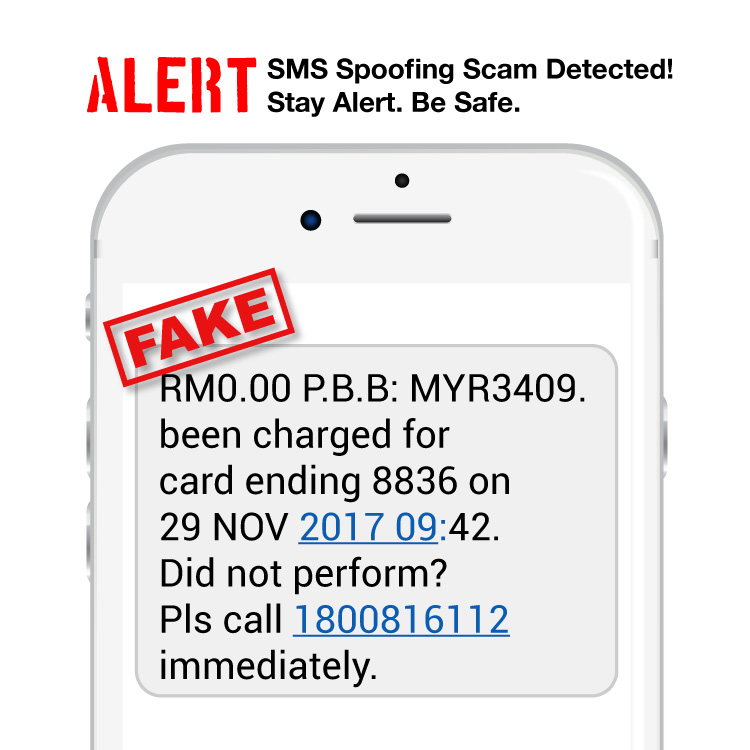 ALERT SMS Spoofing Scam Detected!
Stay Alert. Be Safe.
FAKE
RM0.00 P.B.B: MYR3409.
been charged for
card ending 8836 on
29 NOV 2017 09:42.
Did not perform?
Pls call 1800816112
immediately.